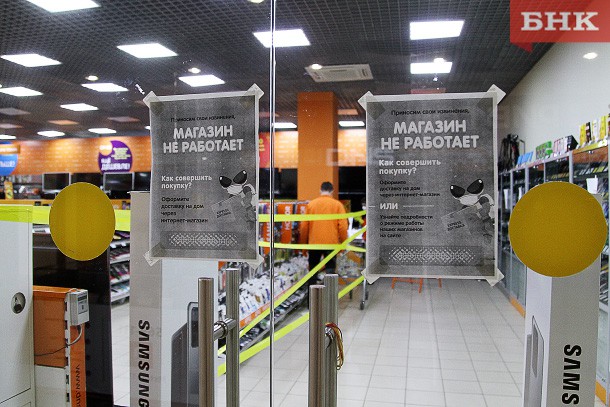 БНК
Приносим свои извинения,
МАГАЗИН
НЕ РАБОТАЕТ
Как совершить
покупку?
Оформите
доставку на дом
через
интернет-магазин
Приносим свои извинения,
МАГАЗИН
НЕ РАБОТАЕТ
Как совершить
покупку?
Оформите
доставку на дом
через интернет-магазин
ИЛИ
Узнайте подробности
о режиме работы
наших магазинов
на сайте
SAMSUNG
SAMSUNG